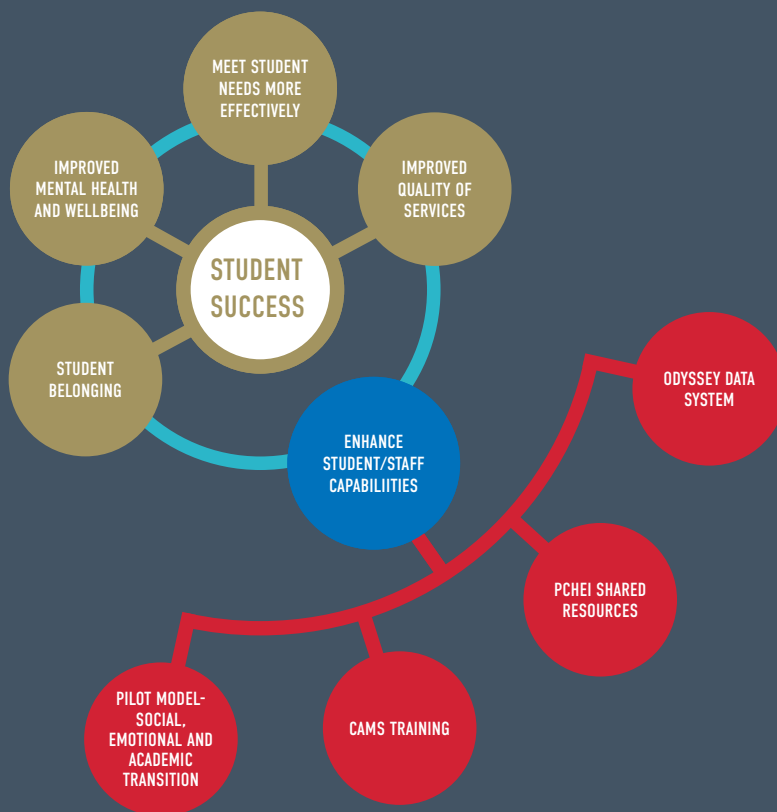 MEET STUDENT
NEEDS MORE
EFFECTIVELY
IMPROVED
MENTAL HEALTH
AND WELLBEING
IMPROVED
QUALITY OF
SERVICES
STUDENT
SUCCESS
STUDENT
BELONGING
ENHANCE
STUDENT/STAFF
CAPABILIITIES
ODYSSEY DATA
SYSTEM
PCHEI SHARED
RESOURCES
CAMS TRAINING
PILOT MODEL-
SOCIAL,
EMOTIONAL AND
ACADEMIC
TRANSITION